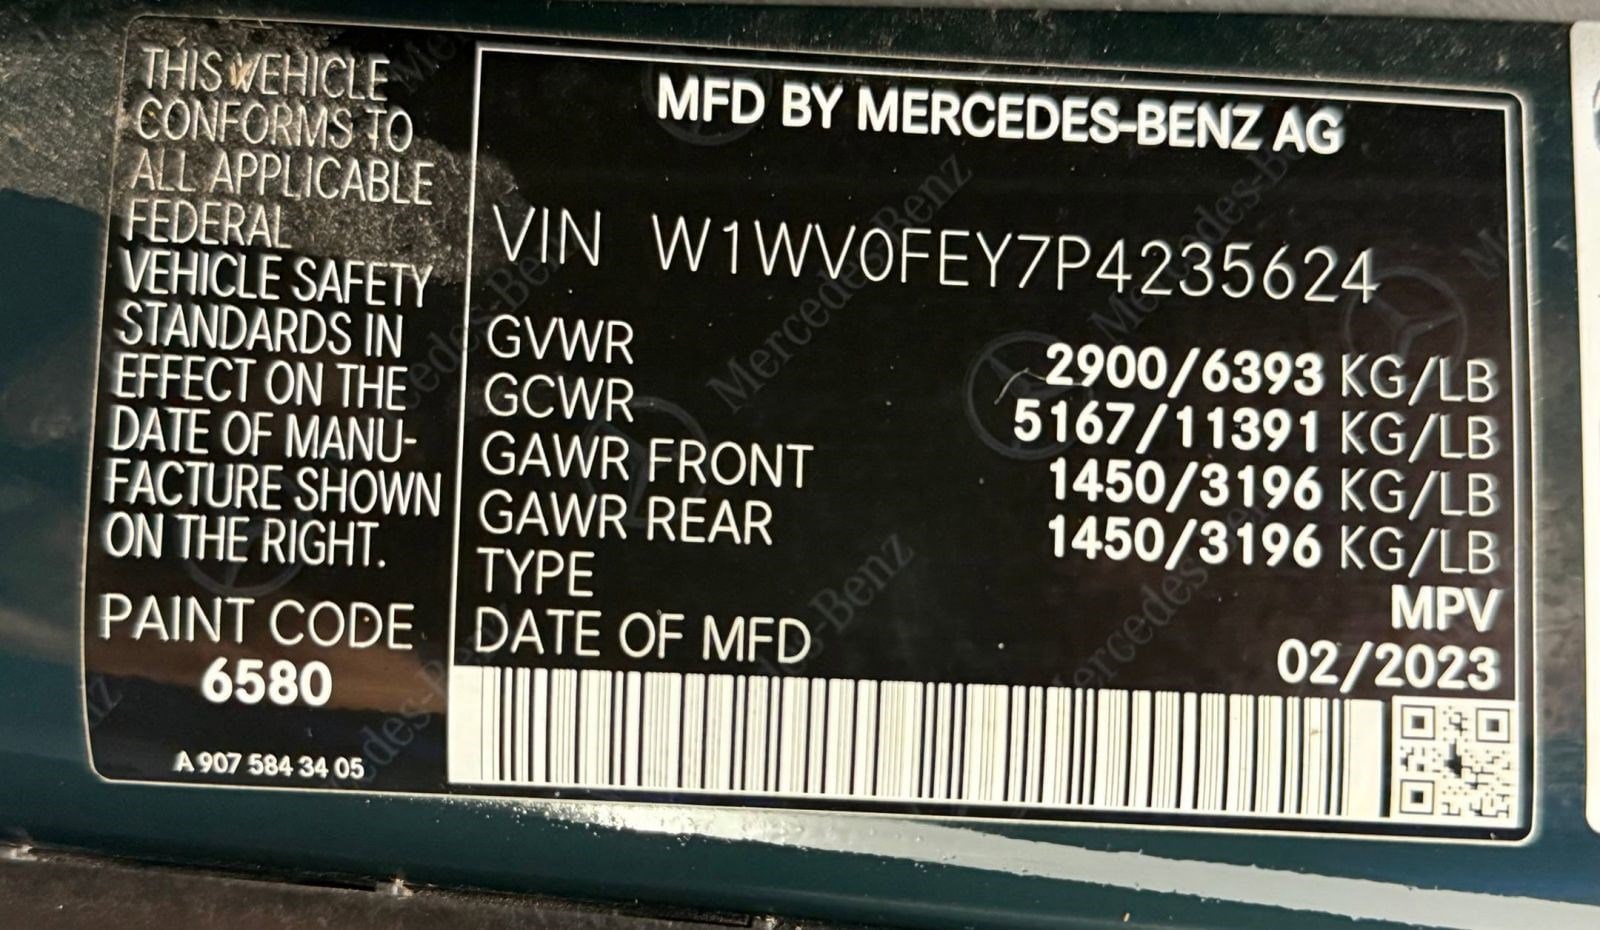 THIS VEHICLE
CONFORMS TO
ALL APPLICABLE
FEDERAL
VEHICLE SAFETY
STANDARDS IN
EFFECT ON THE
DATE OF MANU-
FACTURE SHOWN
ON THE RIGHT.
PAINT CODE
6580
A 907 584 34 05
MFD BY MERCEDES-BENZ AG
VIN W1WV0FEY7P4235624
GVWR 2900/6393 KG/LB
GCWR 5167/11391 KG/LB
GAWR FRONT 1450/3196 KG/LB
GAWR REAR 1450/3196 KG/LB
TYPE MPV
DATE OF MFD 02/2023